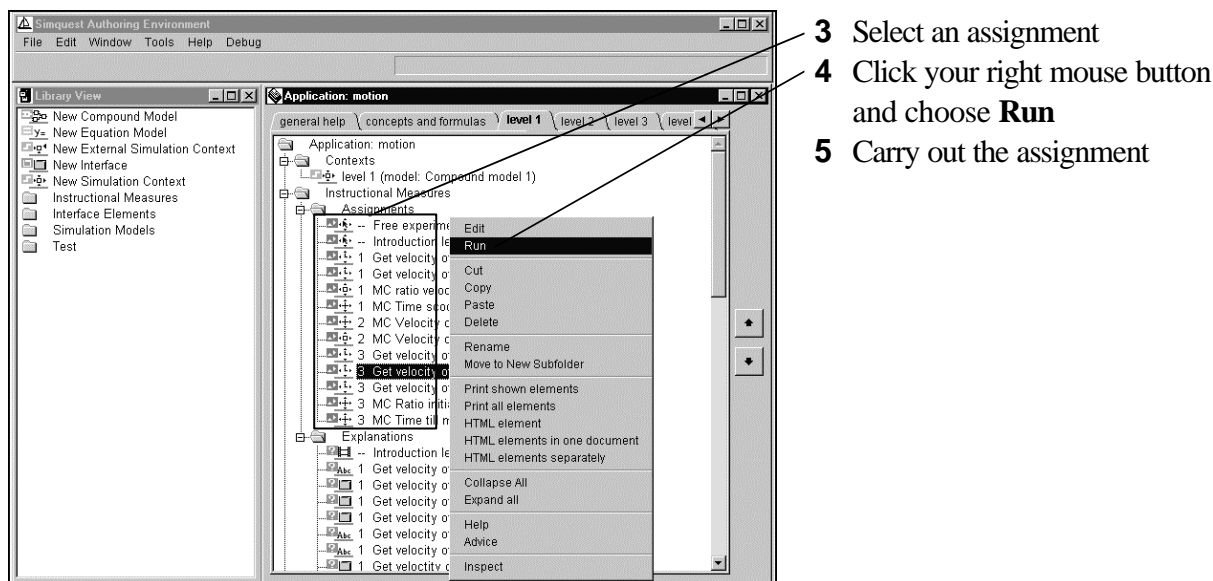 Simquest Authoring Environment
File Edit Window Tools Help Debug
Library View
New Compound Model
New Equation Model
New External Simulation Context
New Interface
New Simulation Context
Instructional Measures
Interface Elements
Simulation Models
Test
Application: motion
general help concepts and formulas level 1 level 2 level 3 level
Application: motion
Contexts
level 1 (model: Compound model 1)
Instructional Measures
Assignments
-- Free experime
-- Introduction le
1 Get velocity o
1 Get velocity o
1 MC ratio veloc
1 MC Time scoo
2 MC Velocity c
2 MC Velocity c
3 Get velocity o
3 Get velocity o
3 Get velocity o
3 MC Ratio initi
3 MC Time till m
Explanations
-- Introduction le
1 Get velocity o
1 Get velocity o
1 Get velocity o
1 Get velocity o
1 Get velocity o
1 Get veloctity o
Edit
Run
Cut
Copy
Paste
Delete
Rename
Move to New Subfolder
Print shown elements
Print all elements
HTML element
HTML elements in one document
HTML elements separately
Collapse All
Expand all
Help
Advice
Inspect
3 Select an assignment
4 Click your right mouse button
and choose Run
5 Carry out the assignment